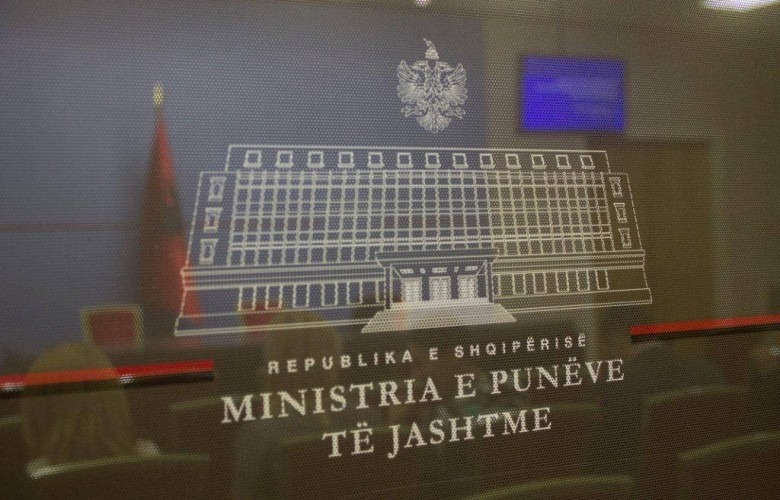 REPUBLIKA E SHQIPËRISË
MINISTRIA E PUNËVE
TË JASHTME